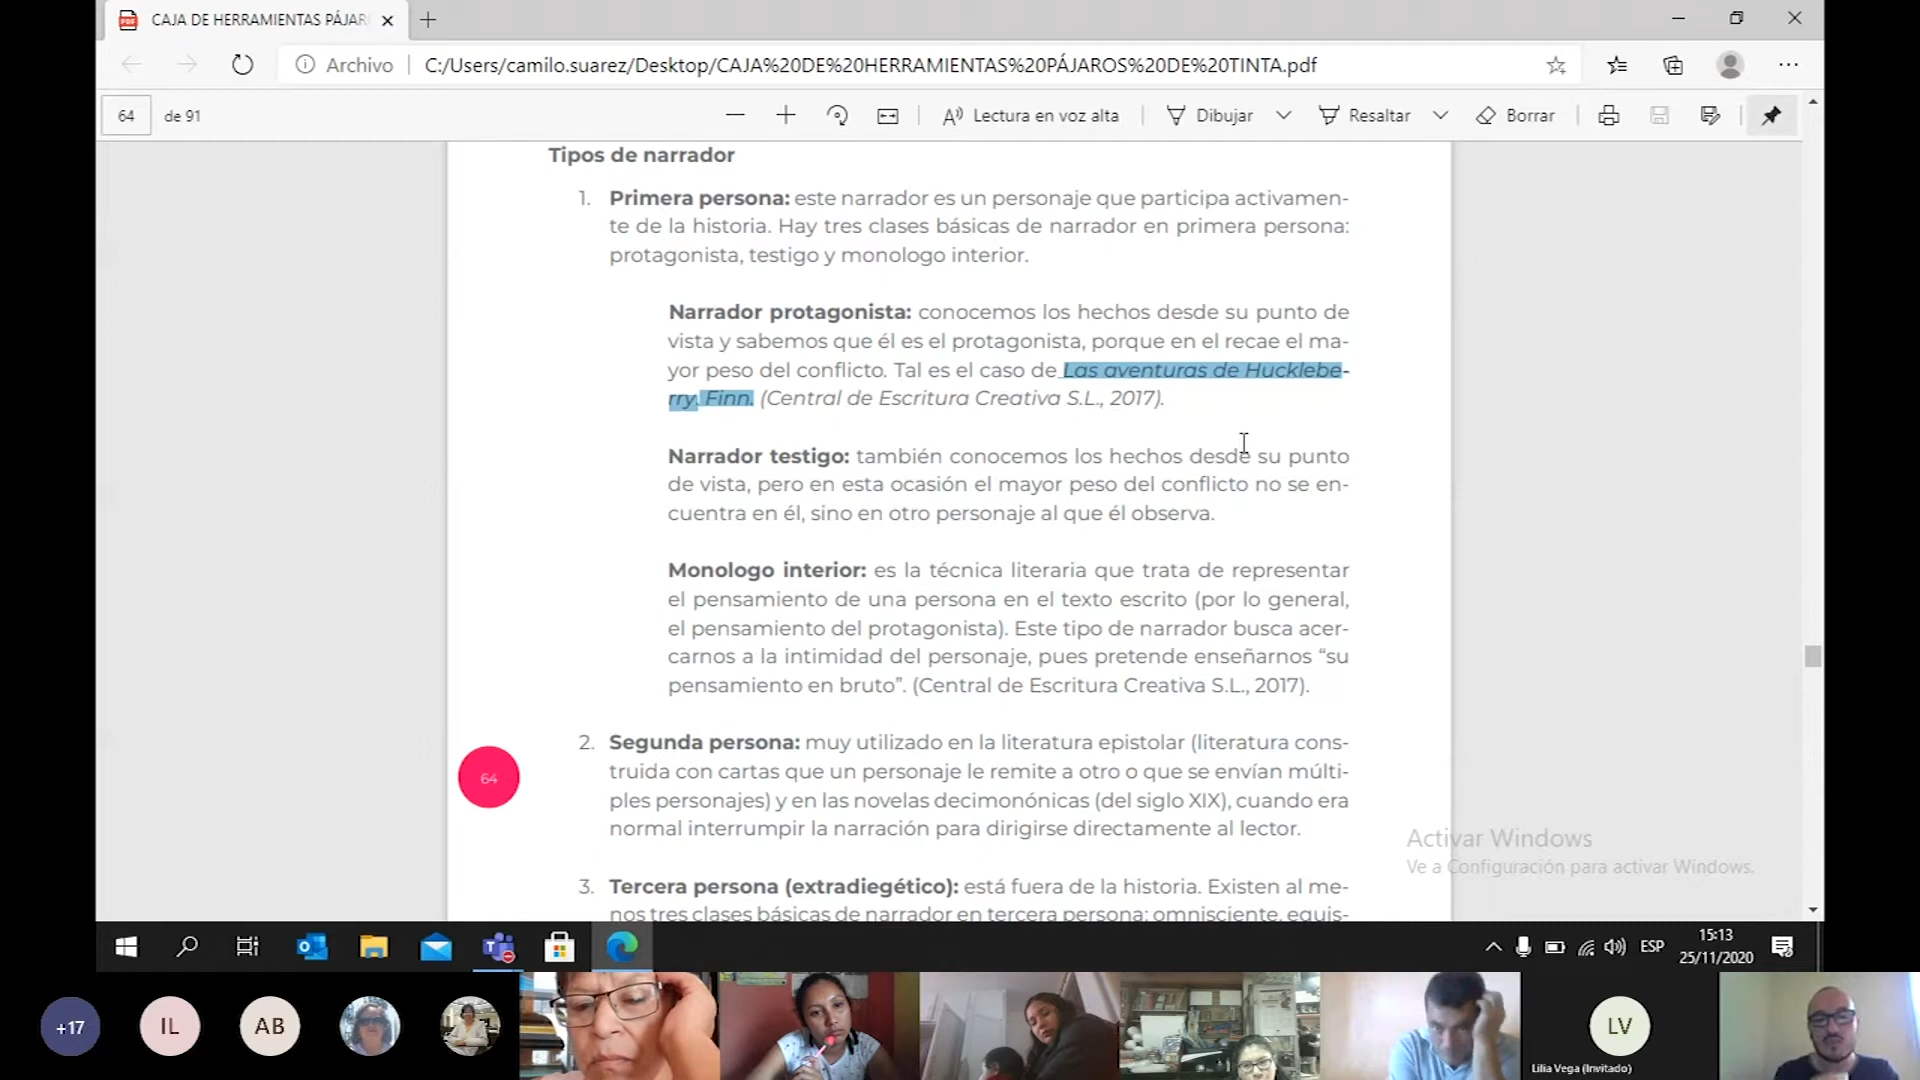 CAJA DE HERRAMIENTAS PÁJAR
Archivo
C:/Users/camilo.suarez/Desktop/CAJA%20DE%20HERRAMIENTAS%20PÁJAROS%20DE%20TINTA.pdf
64 de 91
Lectura en voz alta
Dibujar
Resaltar
Borrar
Tipos de narrador
1. Primera persona: este narrador es un personaje que participa activamen-
te de la historia. Hay tres clases básicas de narrador en primera persona:
protagonista, testigo y monologo interior.
Narrador protagonista: conocemos los hechos desde su punto de
vista y sabemos que él es el protagonista, porque en el recae el ma-
yor peso del conflicto. Tal es el caso de Las aventuras de Hucklebe-
rry Finn. (Central de Escritura Creativa S.L., 2017).
Narrador testigo: también conocemos los hechos desde su punto
de vista, pero en esta ocasión el mayor peso del conflicto no se en-
cuentra en él, sino en otro personaje al que él observa.
Monologo interior: es la técnica literaria que trata de representar
el pensamiento de una persona en el texto escrito (por lo general,
el pensamiento del protagonista). Este tipo de narrador busca acer-
carnos a la intimidad del personaje, pues pretende enseñarnos “su
pensamiento en bruto”. (Central de Escritura Creativa S.L., 2017).
2. Segunda persona: muy utilizado en la literatura epistolar (literatura cons-
truida con cartas que un personaje le remite a otro o que se envían múlti-
ples personajes) y en las novelas decimonónicas (del siglo XIX), cuando era
normal interrumpir la narración para dirigirse directamente al lector.
64
3. Tercera persona (extradiegético): está fuera de la historia. Existen al me-
nos tres clases básicas de narrador en tercera persona: omnisciente, equis-
Activar Windows
Ve a Configuración para activar Windows.
ESP
15:13
25/11/2020
+17
IL
AB
LV
Lilia Vega (Invitado)